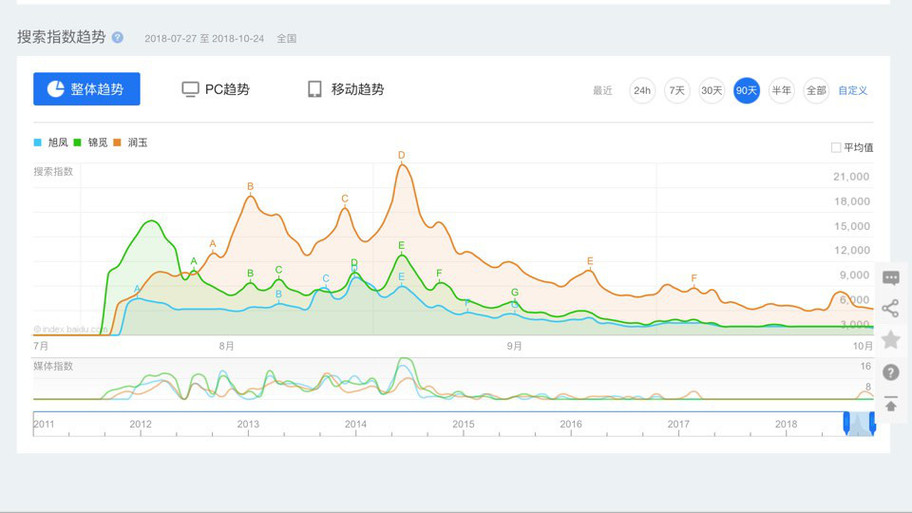 搜索指数趋势 ? 2018-07-27 至 2018-10-24 全国
整体趋势 PC趋势 移动趋势 最近 24h 7天 30天 90天 半年 全部 自定义
旭凤 锦觅 润玉 平均值
搜索指数
21,000
18,000
15,000
12,000
9,000
6,000
3,000
A B C D E F
A B C D E F G
A B C D E F G
© index.baidu.com
7月 8月 9月 10月
媒体指数
16
8
2011 2012 2013 2014 2015 2016 2017 2018